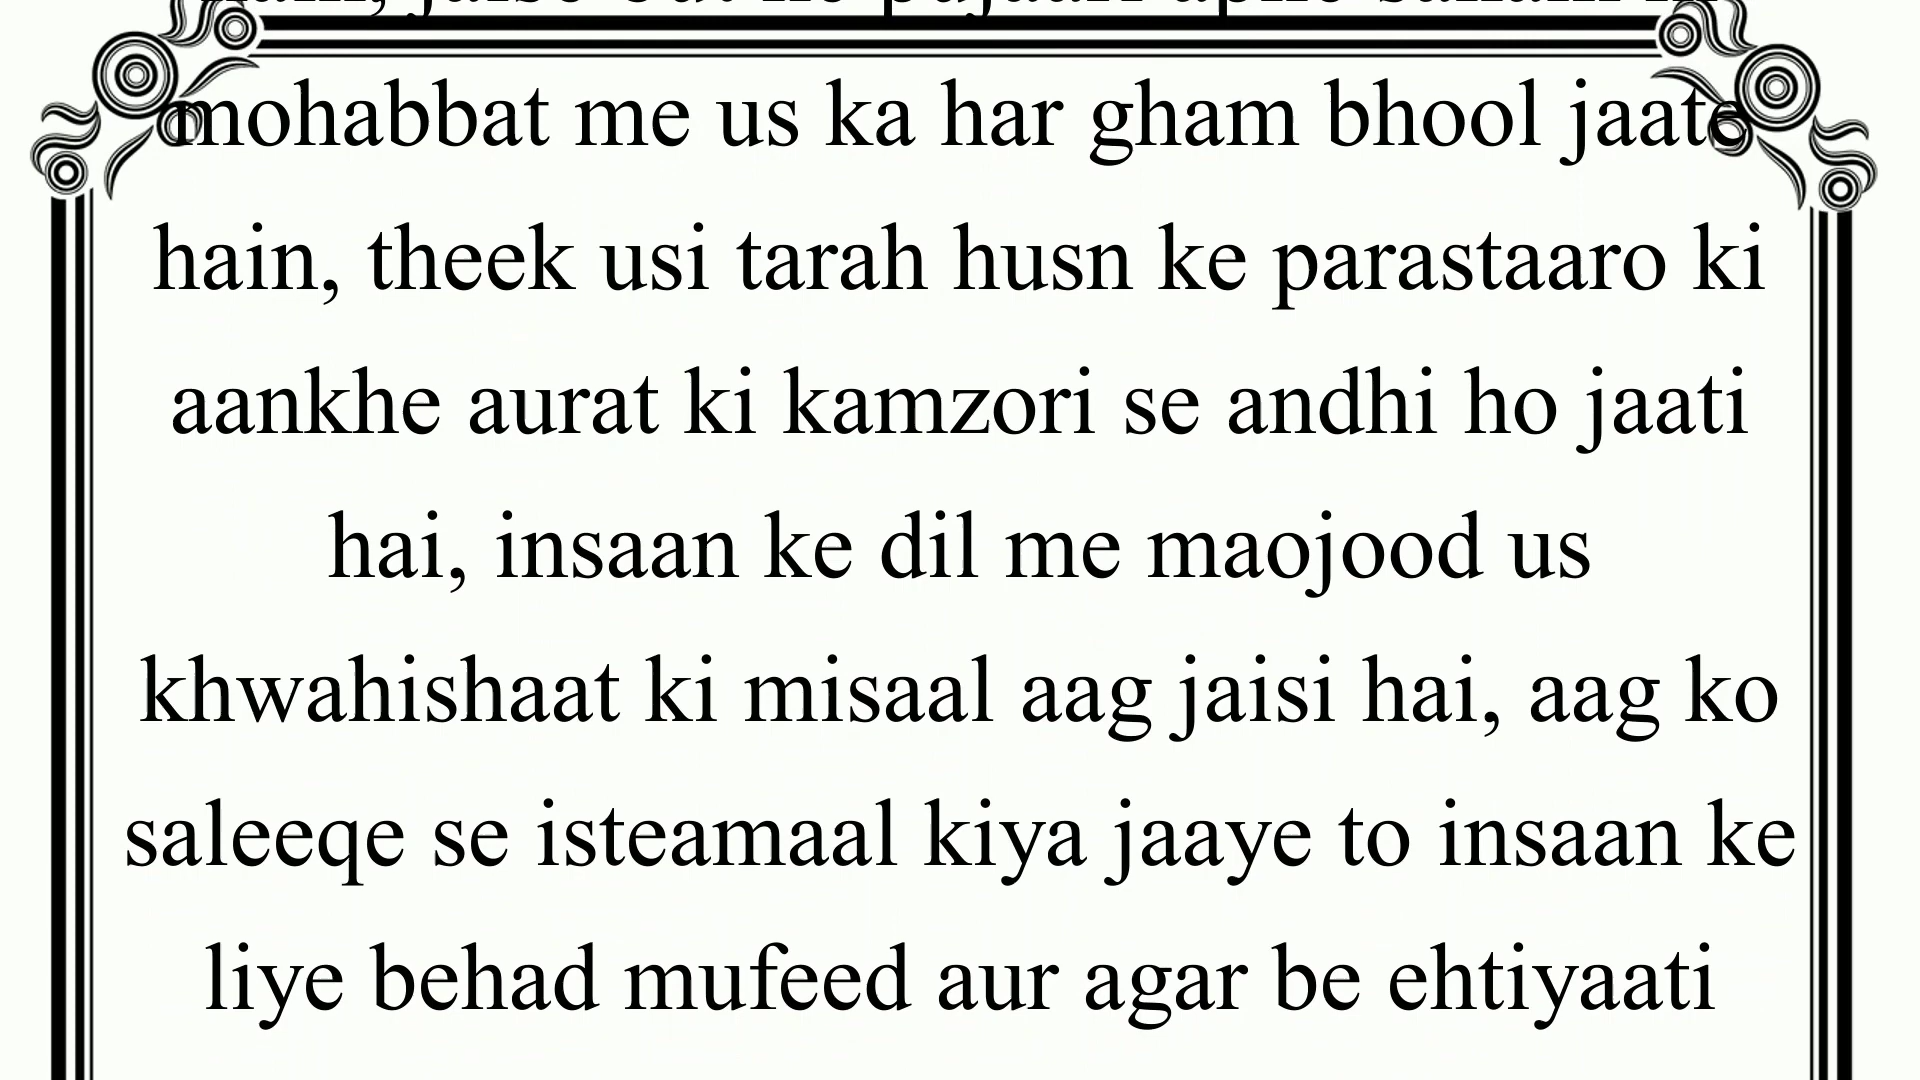 mohabbat me us ka har gham bhool jaate
hain, theek usi tarah husn ke parastaaro ki
aankhe aurat ki kamzori se andhi ho jaati
hai, insaan ke dil me maojood us
khwahishaat ki misaal aag jaisi hai, aag ko
saleeqe se isteamaal kiya jaaye to insaan ke
liye behad mufeed aur agar be ehtiyaati